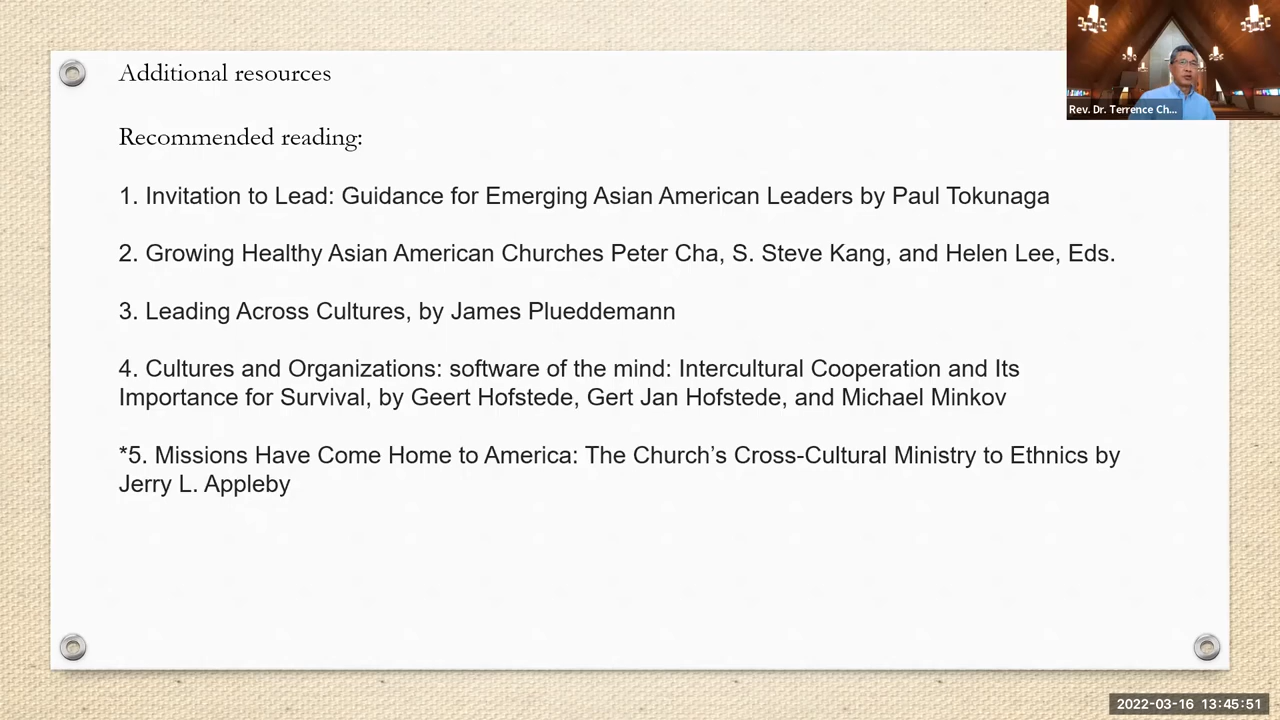 Additional resources
Rev. Dr. Terrence Ch...
Recommended reading:
1. Invitation to Lead: Guidance for Emerging Asian American Leaders by Paul Tokunaga
2. Growing Healthy Asian American Churches Peter Cha, S. Steve Kang, and Helen Lee, Eds.
3. Leading Across Cultures, by James Plueddemann
4. Cultures and Organizations: software of the mind: Intercultural Cooperation and Its
Importance for Survival, by Geert Hofstede, Gert Jan Hofstede, and Michael Minkov
*5. Missions Have Come Home to America: The Church’s Cross-Cultural Ministry to Ethnics by
Jerry L. Appleby
2022-03-16 13:45:51